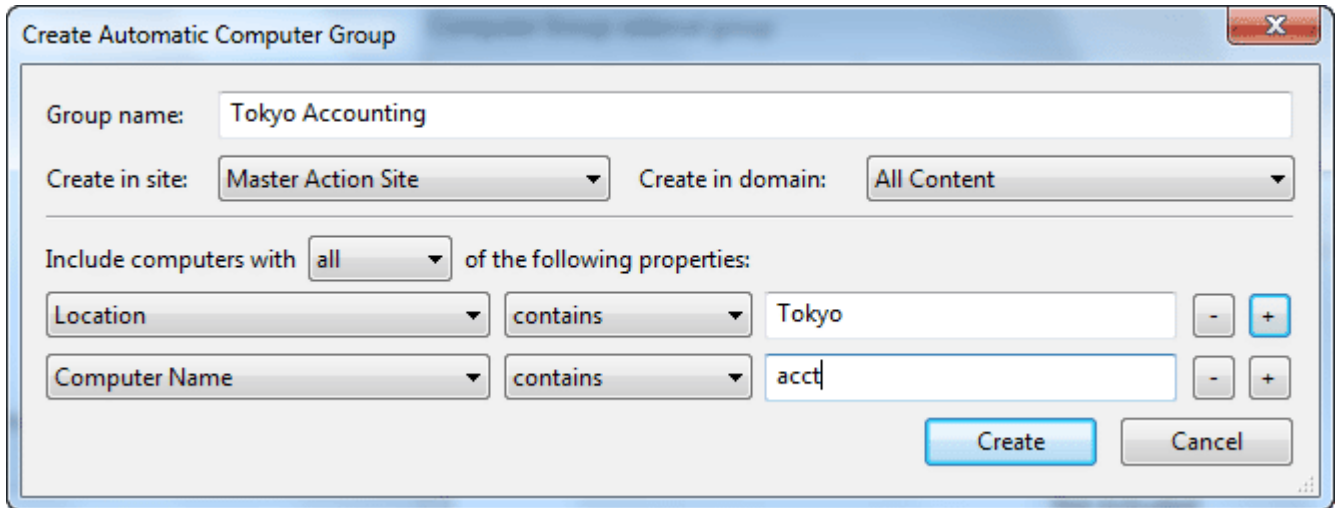 Create Automatic Computer Group
Group name: Tokyo Accounting
Create in site: Master Action Site Create in domain: All Content
Include computers with all of the following properties:
Location contains Tokyo - +
Computer Name contains acct - +
Create Cancel